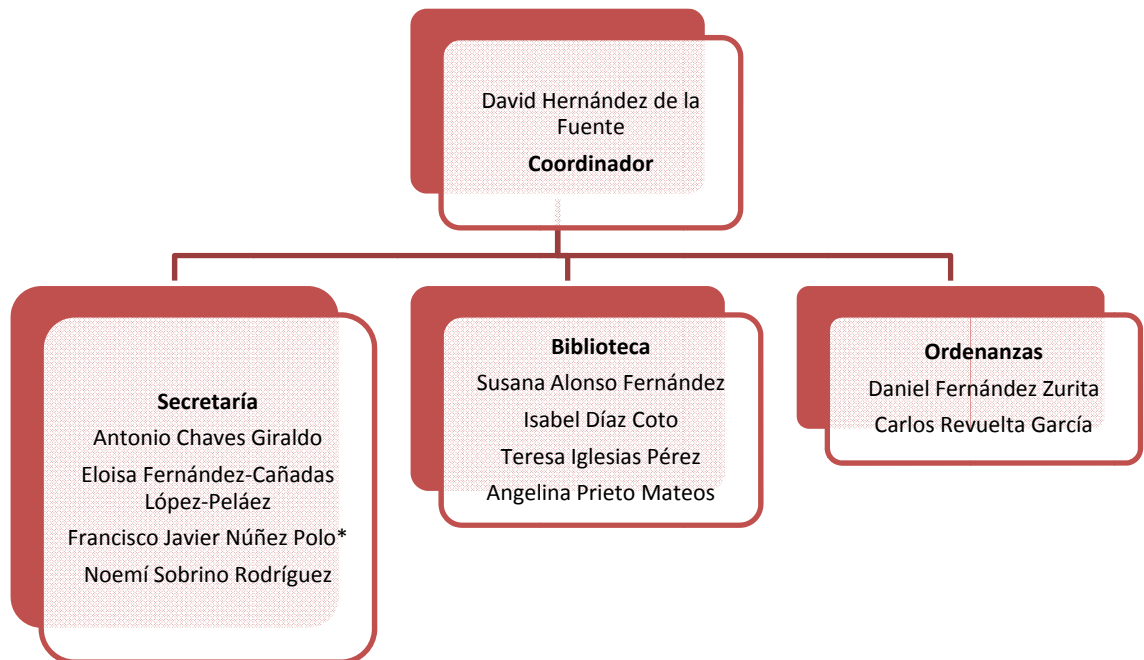 David Hernández de la
Fuente
Coordinador
Secretaría
Antonio Chaves Giraldo
Eloisa Fernández-Cañadas
López-Peláez
Francisco Javier Núñez Polo*
Noemí Sobrino Rodríguez
Biblioteca
Susana Alonso Fernández
Isabel Díaz Coto
Teresa Iglesias Pérez
Angelina Prieto Mateos
Ordenanzas
Daniel Fernández Zurita
Carlos Revuelta García